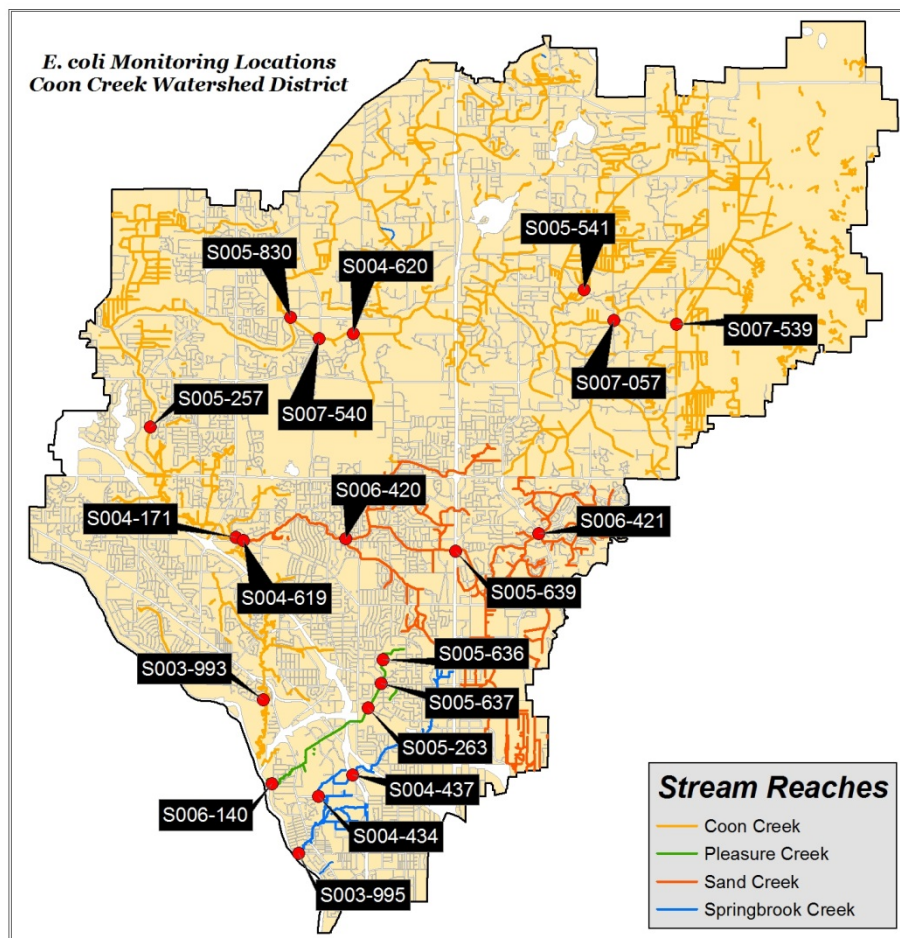 E. coli Monitoring Locations
Coon Creek Watershed District
S005-541
S005-830
S004-620
S007-539
S007-057
S005-257
S007-540
S006-420
S004-171
S006-421
S004-619
S005-639
S005-636
S003-993
S005-637
S005-263
S004-437
S006-140
S004-434
S003-995
Stream Reaches
Coon Creek
Pleasure Creek
Sand Creek
Springbrook Creek